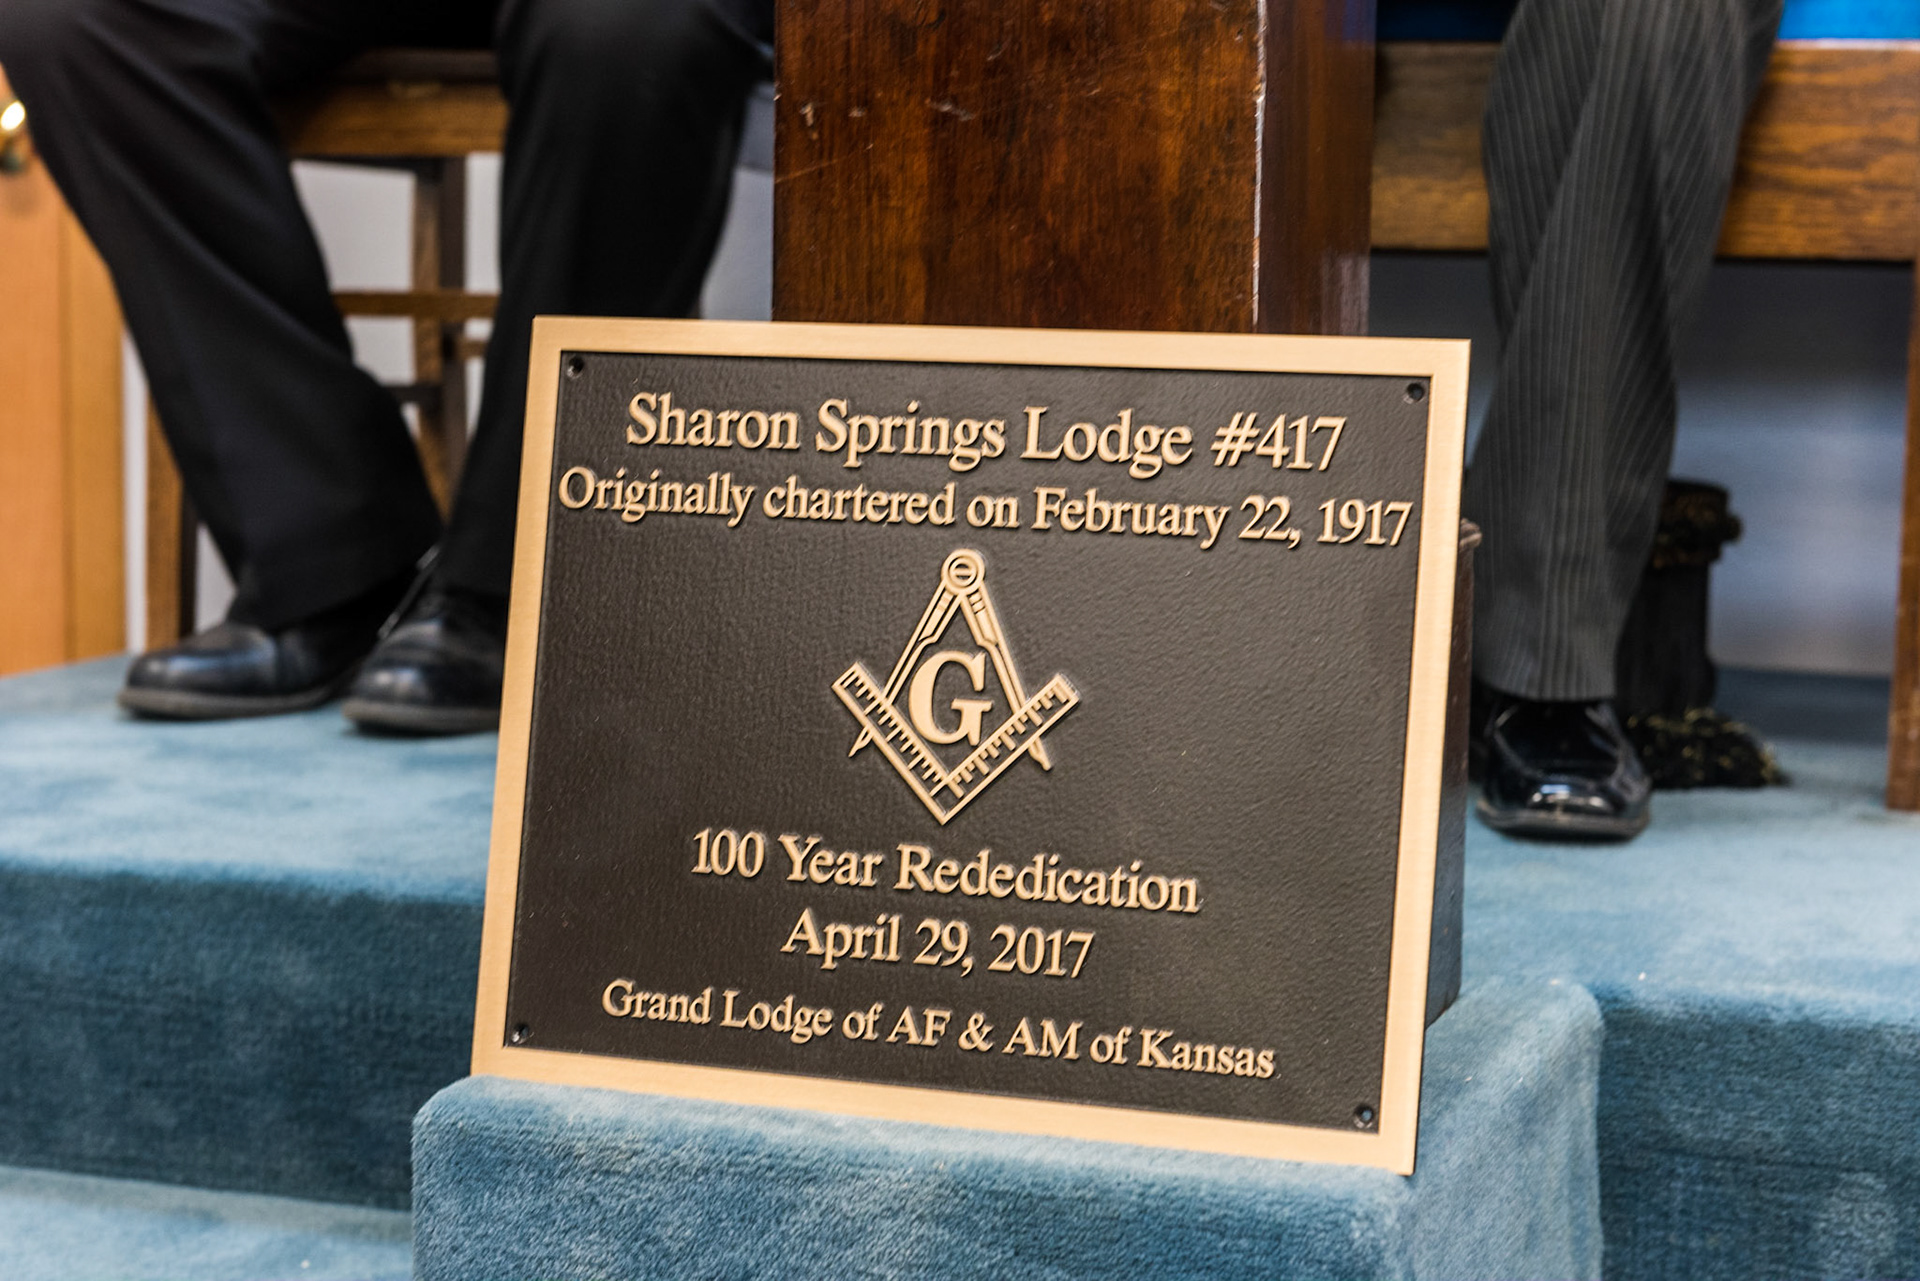 Sharon Springs Lodge #417
Originally chartered on February 22, 1917
G
100 Year Rededication
April 29, 2017
Grand Lodge of AF & AM of Kansas